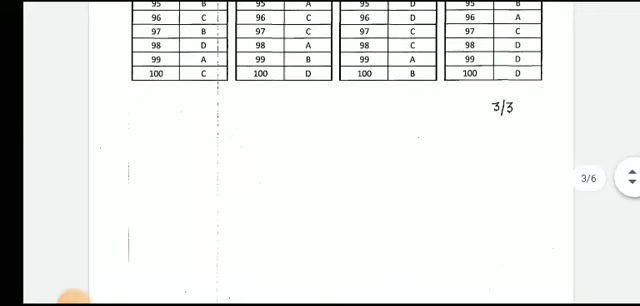 95 B 95 A 95 D 95 B
96 C 96 C 96 D 96 A
97 B 97 C 97 C 97 C
98 D 98 A 98 C 98 D
99 A 99 B 99 A 99 D
100 C 100 D 100 B 100 D
3/3
3/6